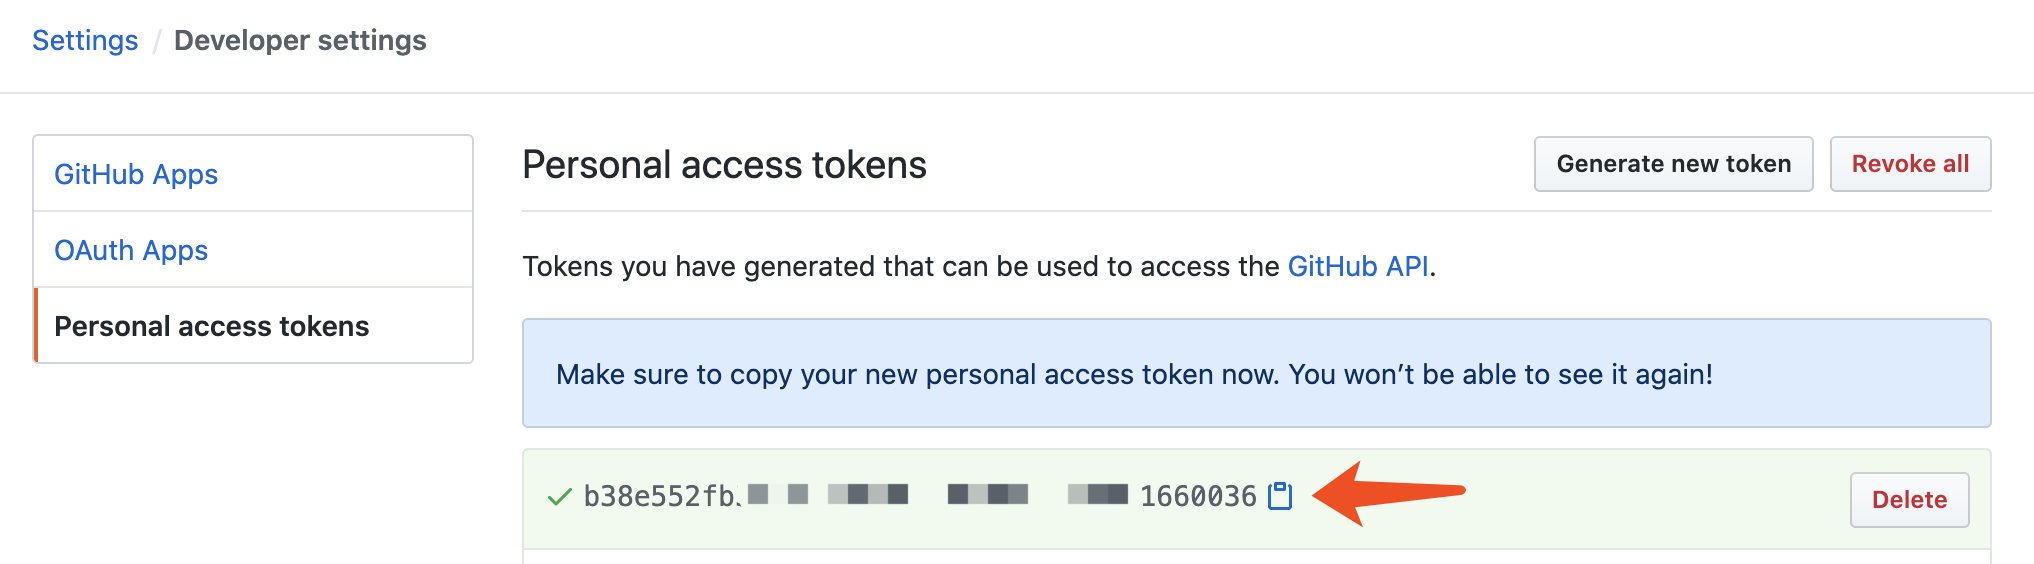 Settings / Developer settings
GitHub Apps
OAuth Apps
Personal access tokens
Personal access tokens
Generate new token
Revoke all
Tokens you have generated that can be used to access the GitHub API.
Make sure to copy your new personal access token now. You won’t be able to see it again!
b38e552fb 1660036
Delete